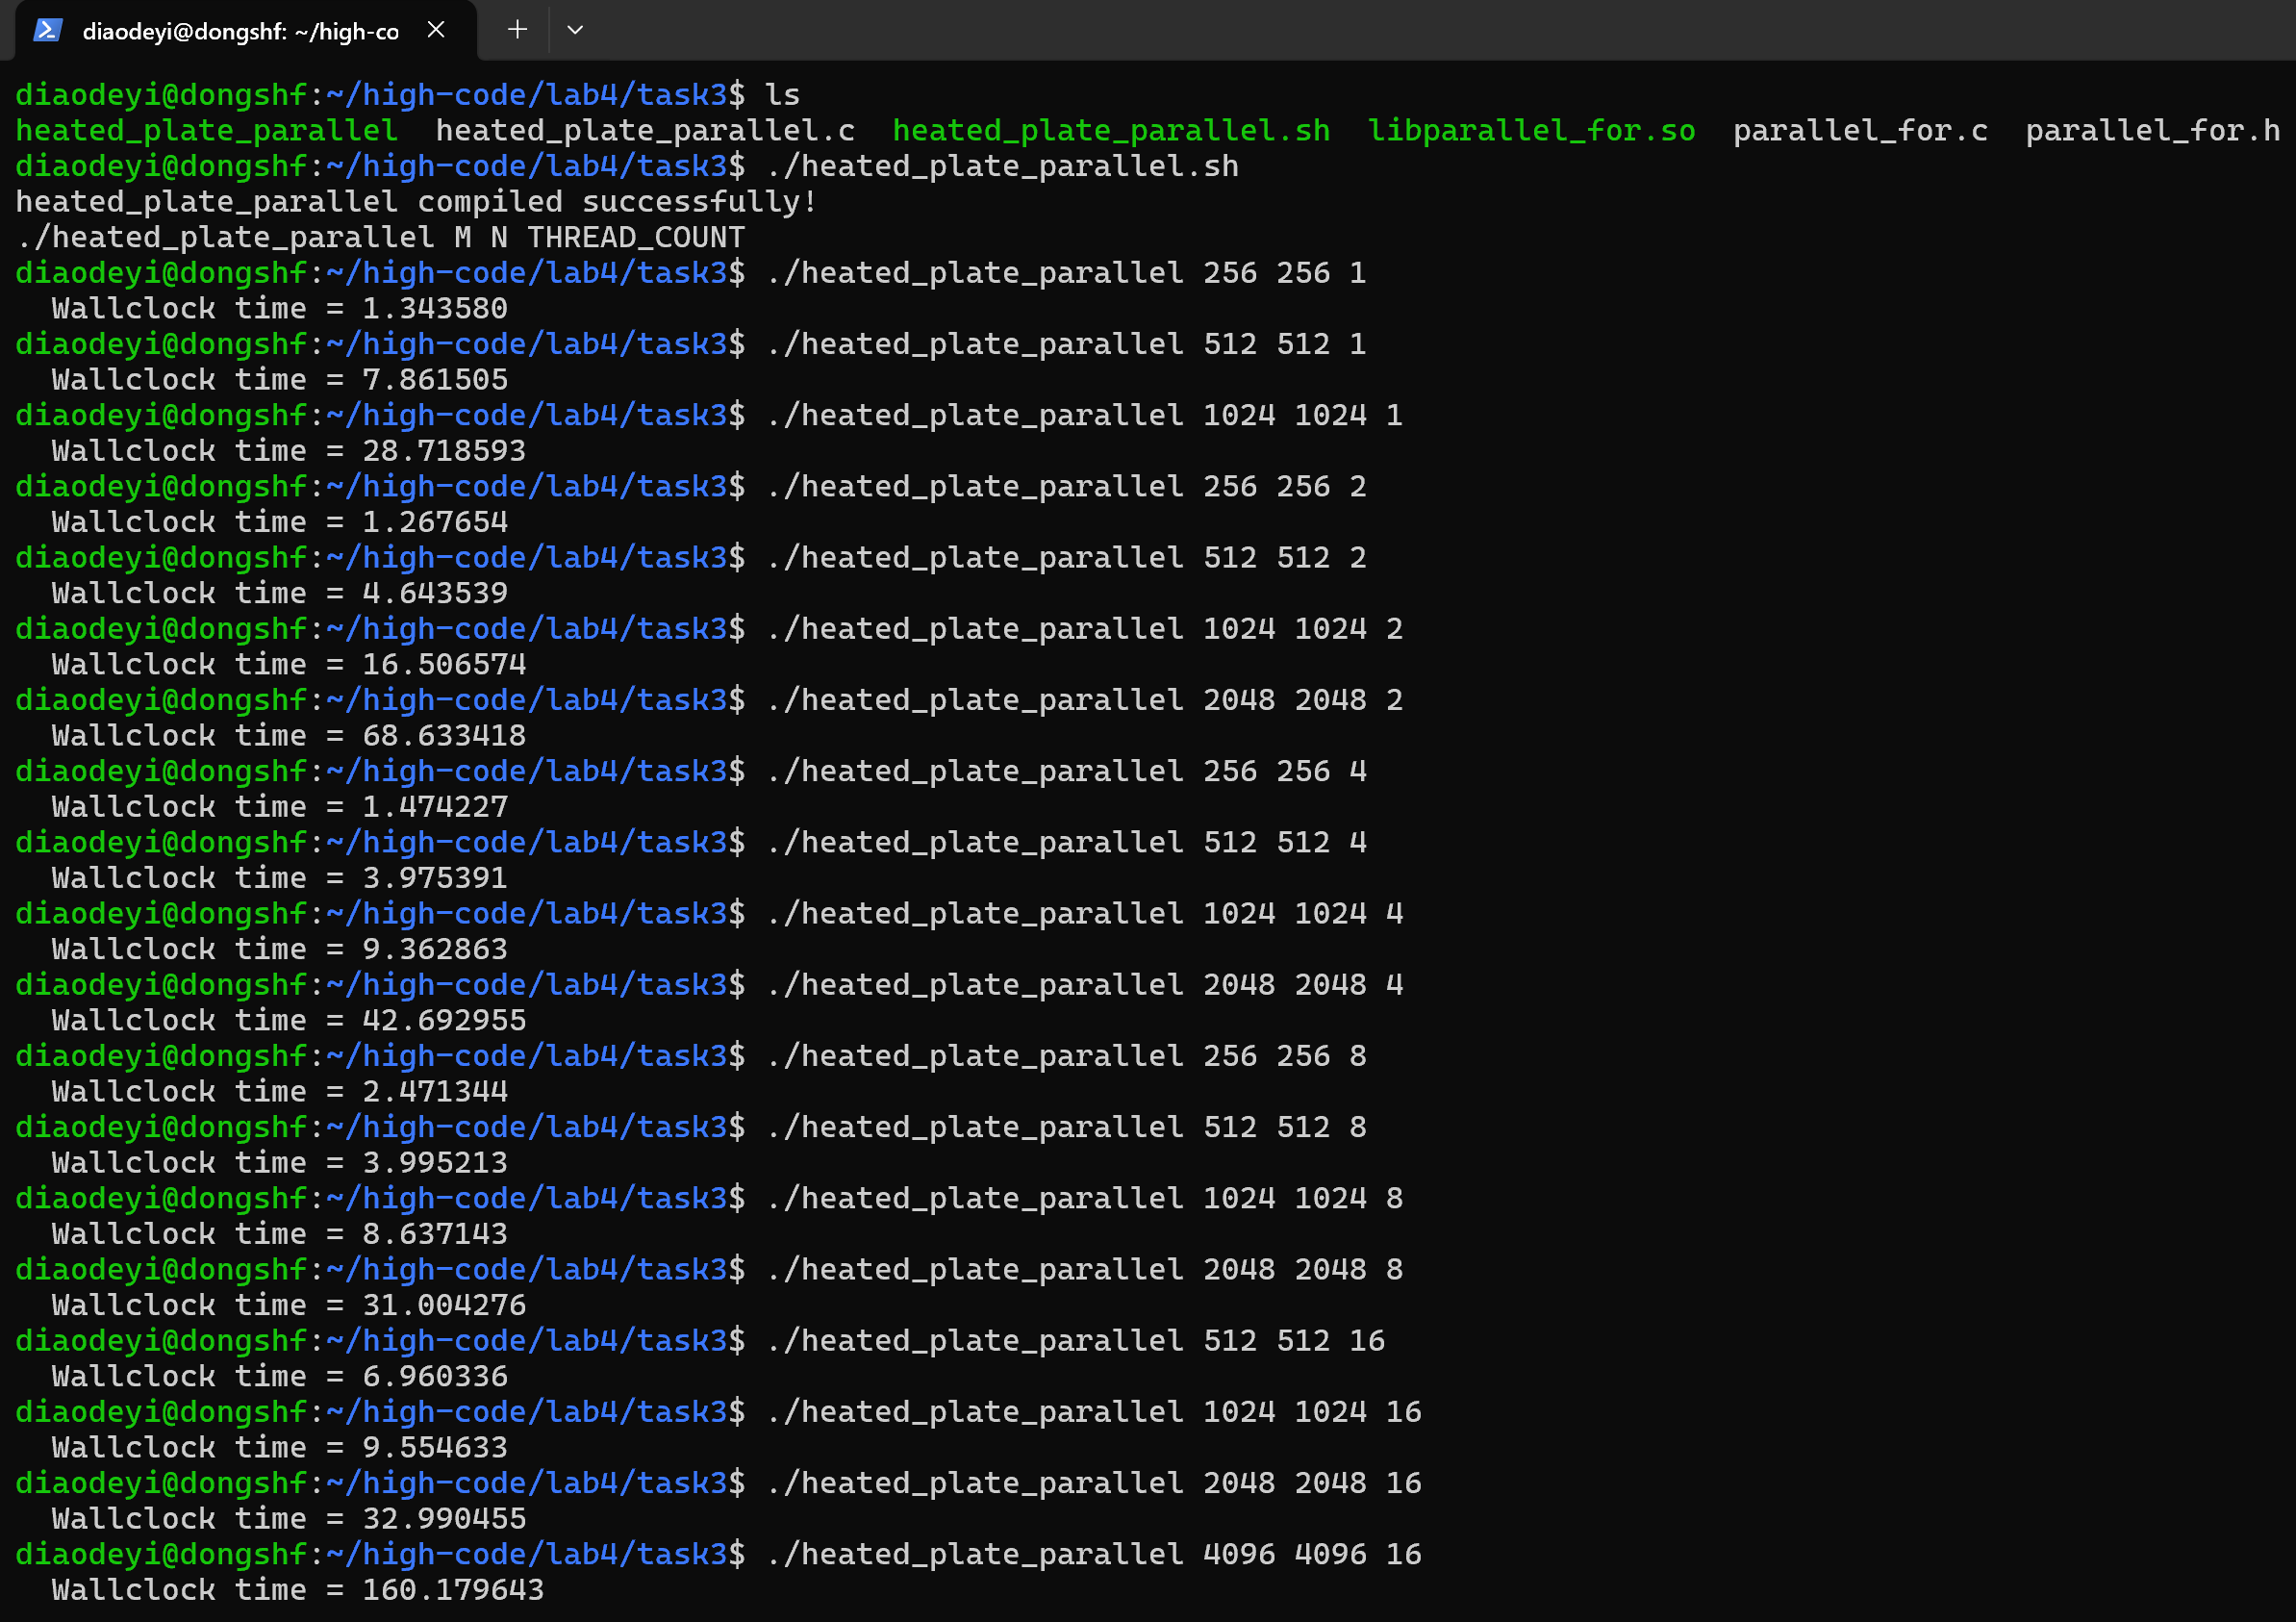 diaodeyi@dongshf: ~/high-co
diaodeyi@dongshf:~/high-code/lab4/task3$ ls
heated_plate_parallel  heated_plate_parallel.c  heated_plate_parallel.sh  libparallel_for.so  parallel_for.c  parallel_for.h
diaodeyi@dongshf:~/high-code/lab4/task3$ ./heated_plate_parallel.sh
heated_plate_parallel compiled successfully!
./heated_plate_parallel M N THREAD_COUNT
diaodeyi@dongshf:~/high-code/lab4/task3$ ./heated_plate_parallel 256 256 1
  Wallclock time = 1.343580
diaodeyi@dongshf:~/high-code/lab4/task3$ ./heated_plate_parallel 512 512 1
  Wallclock time = 7.861505
diaodeyi@dongshf:~/high-code/lab4/task3$ ./heated_plate_parallel 1024 1024 1
  Wallclock time = 28.718593
diaodeyi@dongshf:~/high-code/lab4/task3$ ./heated_plate_parallel 256 256 2
  Wallclock time = 1.267654
diaodeyi@dongshf:~/high-code/lab4/task3$ ./heated_plate_parallel 512 512 2
  Wallclock time = 4.643539
diaodeyi@dongshf:~/high-code/lab4/task3$ ./heated_plate_parallel 1024 1024 2
  Wallclock time = 16.506574
diaodeyi@dongshf:~/high-code/lab4/task3$ ./heated_plate_parallel 2048 2048 2
  Wallclock time = 68.633418
diaodeyi@dongshf:~/high-code/lab4/task3$ ./heated_plate_parallel 256 256 4
  Wallclock time = 1.474227
diaodeyi@dongshf:~/high-code/lab4/task3$ ./heated_plate_parallel 512 512 4
  Wallclock time = 3.975391
diaodeyi@dongshf:~/high-code/lab4/task3$ ./heated_plate_parallel 1024 1024 4
  Wallclock time = 9.362863
diaodeyi@dongshf:~/high-code/lab4/task3$ ./heated_plate_parallel 2048 2048 4
  Wallclock time = 42.692955
diaodeyi@dongshf:~/high-code/lab4/task3$ ./heated_plate_parallel 256 256 8
  Wallclock time = 2.471344
diaodeyi@dongshf:~/high-code/lab4/task3$ ./heated_plate_parallel 512 512 8
  Wallclock time = 3.995213
diaodeyi@dongshf:~/high-code/lab4/task3$ ./heated_plate_parallel 1024 1024 8
  Wallclock time = 8.637143
diaodeyi@dongshf:~/high-code/lab4/task3$ ./heated_plate_parallel 2048 2048 8
  Wallclock time = 31.004276
diaodeyi@dongshf:~/high-code/lab4/task3$ ./heated_plate_parallel 512 512 16
  Wallclock time = 6.960336
diaodeyi@dongshf:~/high-code/lab4/task3$ ./heated_plate_parallel 1024 1024 16
  Wallclock time = 9.554633
diaodeyi@dongshf:~/high-code/lab4/task3$ ./heated_plate_parallel 2048 2048 16
  Wallclock time = 32.990455
diaodeyi@dongshf:~/high-code/lab4/task3$ ./heated_plate_parallel 4096 4096 16
  Wallclock time = 160.179643